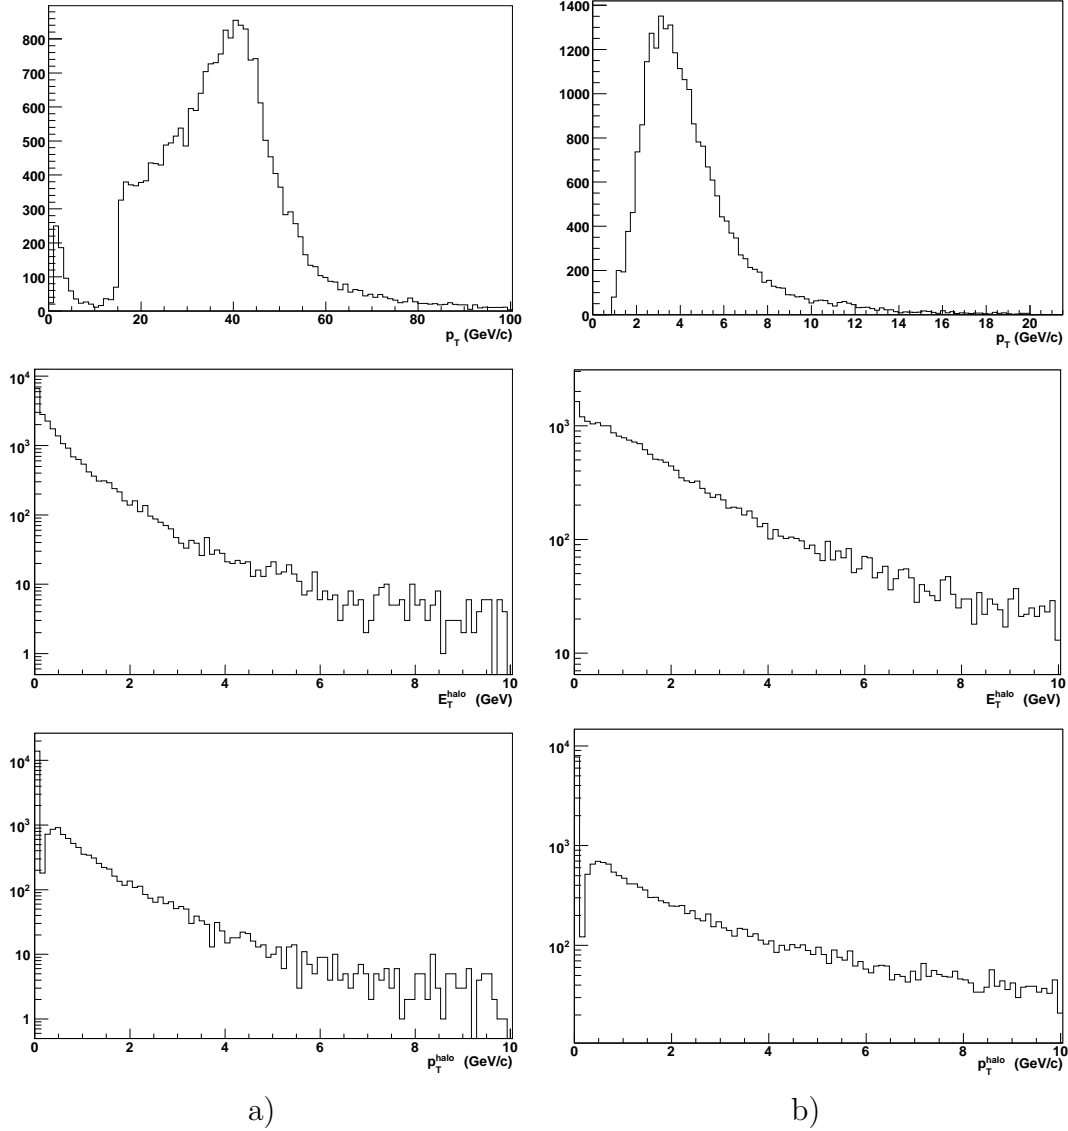 800
700
600
500
400
300
200
100
0
0 20 40 60 80 100
p_T (GeV/c)
1400
1200
1000
800
600
400
200
0
0 2 4 6 8 10 12 14 16 18 20
p_T (GeV/c)
10^4
10^3
10^2
10
1
0 2 4 6 8 10
E_T^halo (GeV)
10^3
10^2
10
0 2 4 6 8 10
E_T^halo (GeV)
10^4
10^3
10^2
10
1
0 2 4 6 8 10
p_T^halo (GeV/c)
10^4
10^3
10^2
0 2 4 6 8 10
p_T^halo (GeV/c)
a) b)